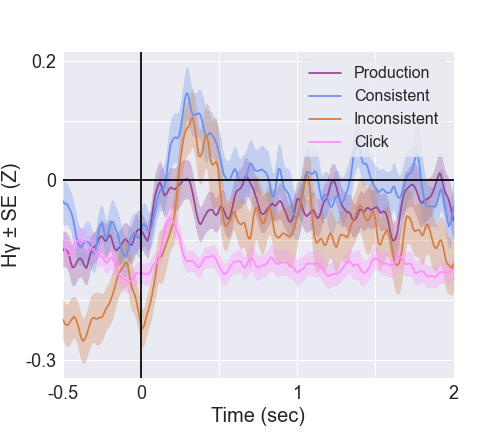 Hγ ± SE (Z)
0.2
0
-0.3
Production
Consistent
Inconsistent
Click
-0.5 0 1 2
Time (sec)